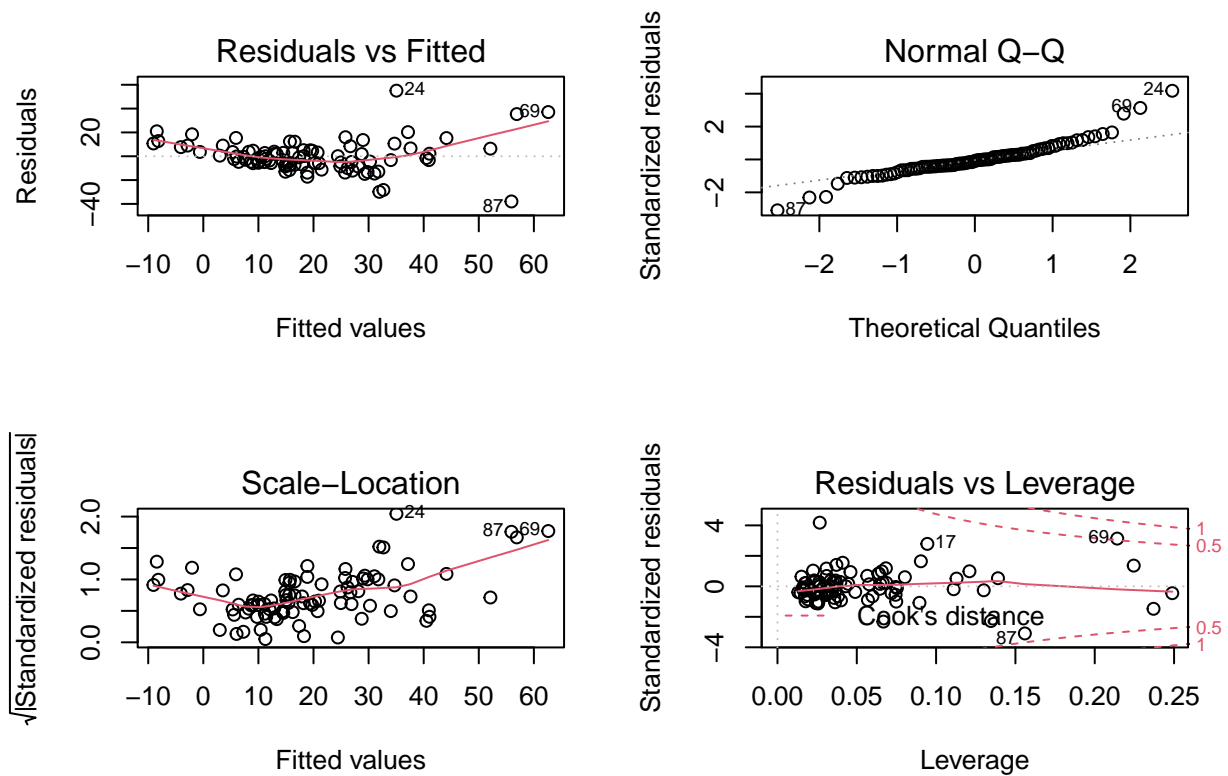 Residuals vs Fitted
Residuals
20
−40
24
69
87
−10 0 10 20 30 40 50 60
Fitted values
Normal Q−Q
Standardized residuals
2
−2
24
69
87
−2 −1 0 1 2
Theoretical Quantiles
Scale−Location
√|Standardized residuals|
2.0
1.0
0.0
24
87
69
−10 0 10 20 30 40 50 60
Fitted values
Residuals vs Leverage
Standardized residuals
4
0
−4
17
69
87
Cook's distance
1
0.5
0.5
1
0.00 0.05 0.10 0.15 0.20 0.25
Leverage